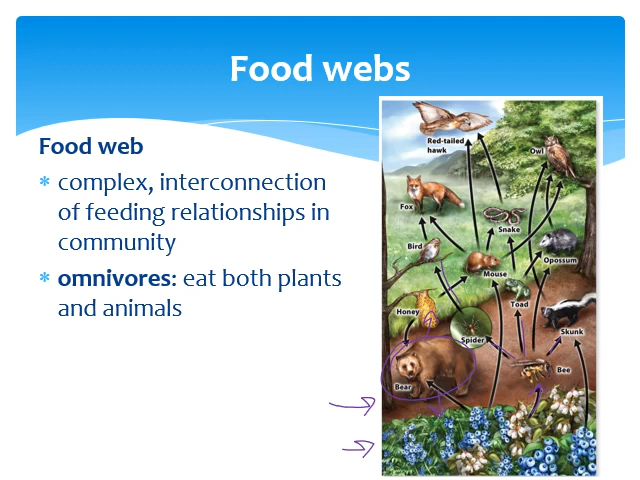 Food webs
Food web
* complex, interconnection
of feeding relationships in
community
* omnivores: eat both plants
and animals
Red-tailed
hawk
Owl
Fox
Snake
Bird
Opossum
Mouse
Toad
Honey
Skunk
Spider
Bee
Bear